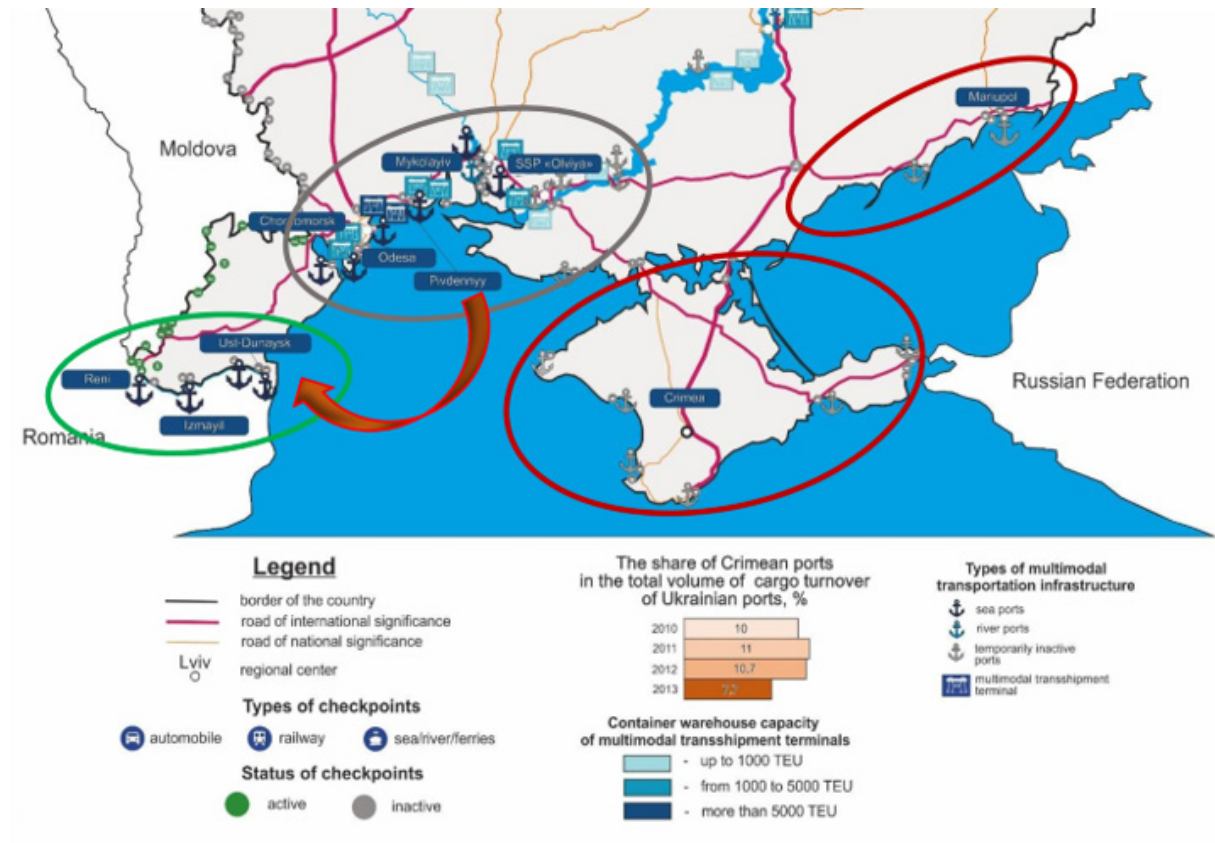 Moldova
Mariupol
Mykolayiv
SSP «Olviya»
Chornomorsk
Odesa
Pivdennyy
Ust-Dunaysk
Reni
Izmayil
Romania
Crimea
Russian Federation
Legend
border of the country
road of international significance
road of national significance
Lviv
regional center
Types of checkpoints
automobile
railway
sea/river/ferries
Status of checkpoints
active
inactive
The share of Crimean ports
in the total volume of cargo turnover
of Ukrainian ports, %
2010 10
2011 11
2012 10,7
2013 7,7
Container warehouse capacity
of multimodal transshipment terminals
- up to 1000 TEU
- from 1000 to 5000 TEU
- more than 5000 TEU
Types of multimodal
transportation infrastructure
sea ports
river ports
temporarily inactive
ports
multimodal transshipment
terminal